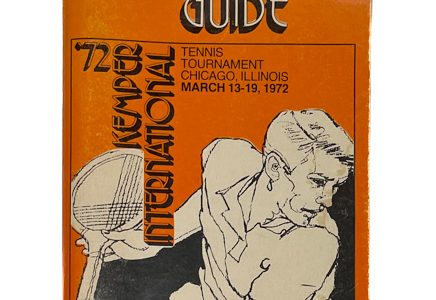 GUIDE
'72
KEMPER
INTERNATIONAL
TENNIS
TOURNAMENT
CHICAGO, ILLINOIS
MARCH 13-19, 1972